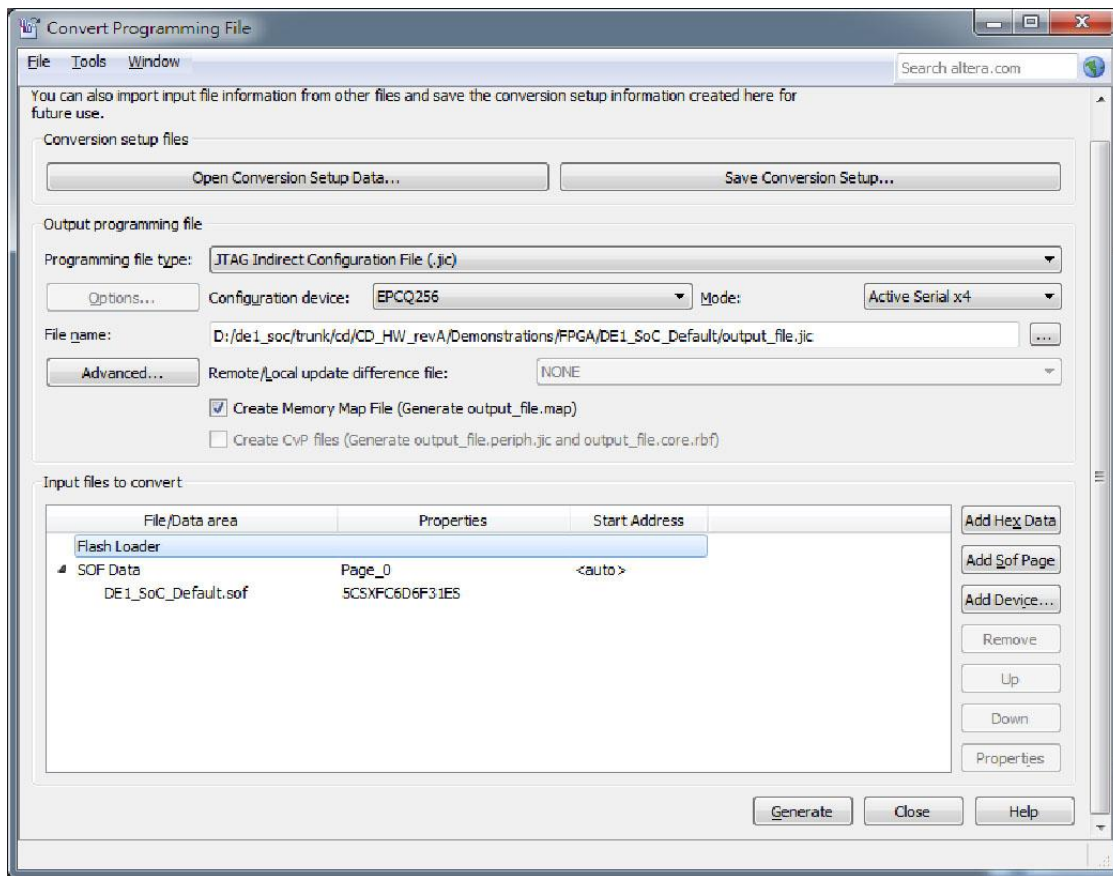 Convert Programming File
File Tools Window
Search altera.com
You can also import input file information from other files and save the conversion setup information created here for
future use.
Conversion setup files
Open Conversion Setup Data...
Save Conversion Setup...
Output programming file
Programming file type:
JTAG Indirect Configuration File (.jic)
Options...
Configuration device:
EPCQ256
Mode:
Active Serial x4
File name:
D:/de1_soc/trunk/cd/CD_HW_revA/Demonstrations/FPGA/DE1_SoC_Default/output_file.jic
...
Advanced...
Remote/Local update difference file:
NONE
Create Memory Map File (Generate output_file.map)
Create CvP files (Generate output_file.periph.jic and output_file.core.rbf)
Input files to convert
File/Data area Properties Start Address
Flash Loader
SOF Data Page_0 <auto>
DE1_SoC_Default.sof 5CSXFC6D6F31ES
Add Hex Data
Add Sof Page
Add Device...
Remove
Up
Down
Properties
Generate
Close
Help